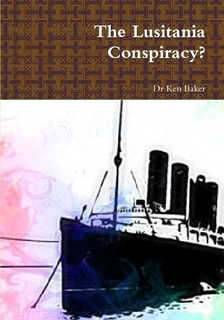 The Lusitania
Conspiracy?
Dr Ken Baker